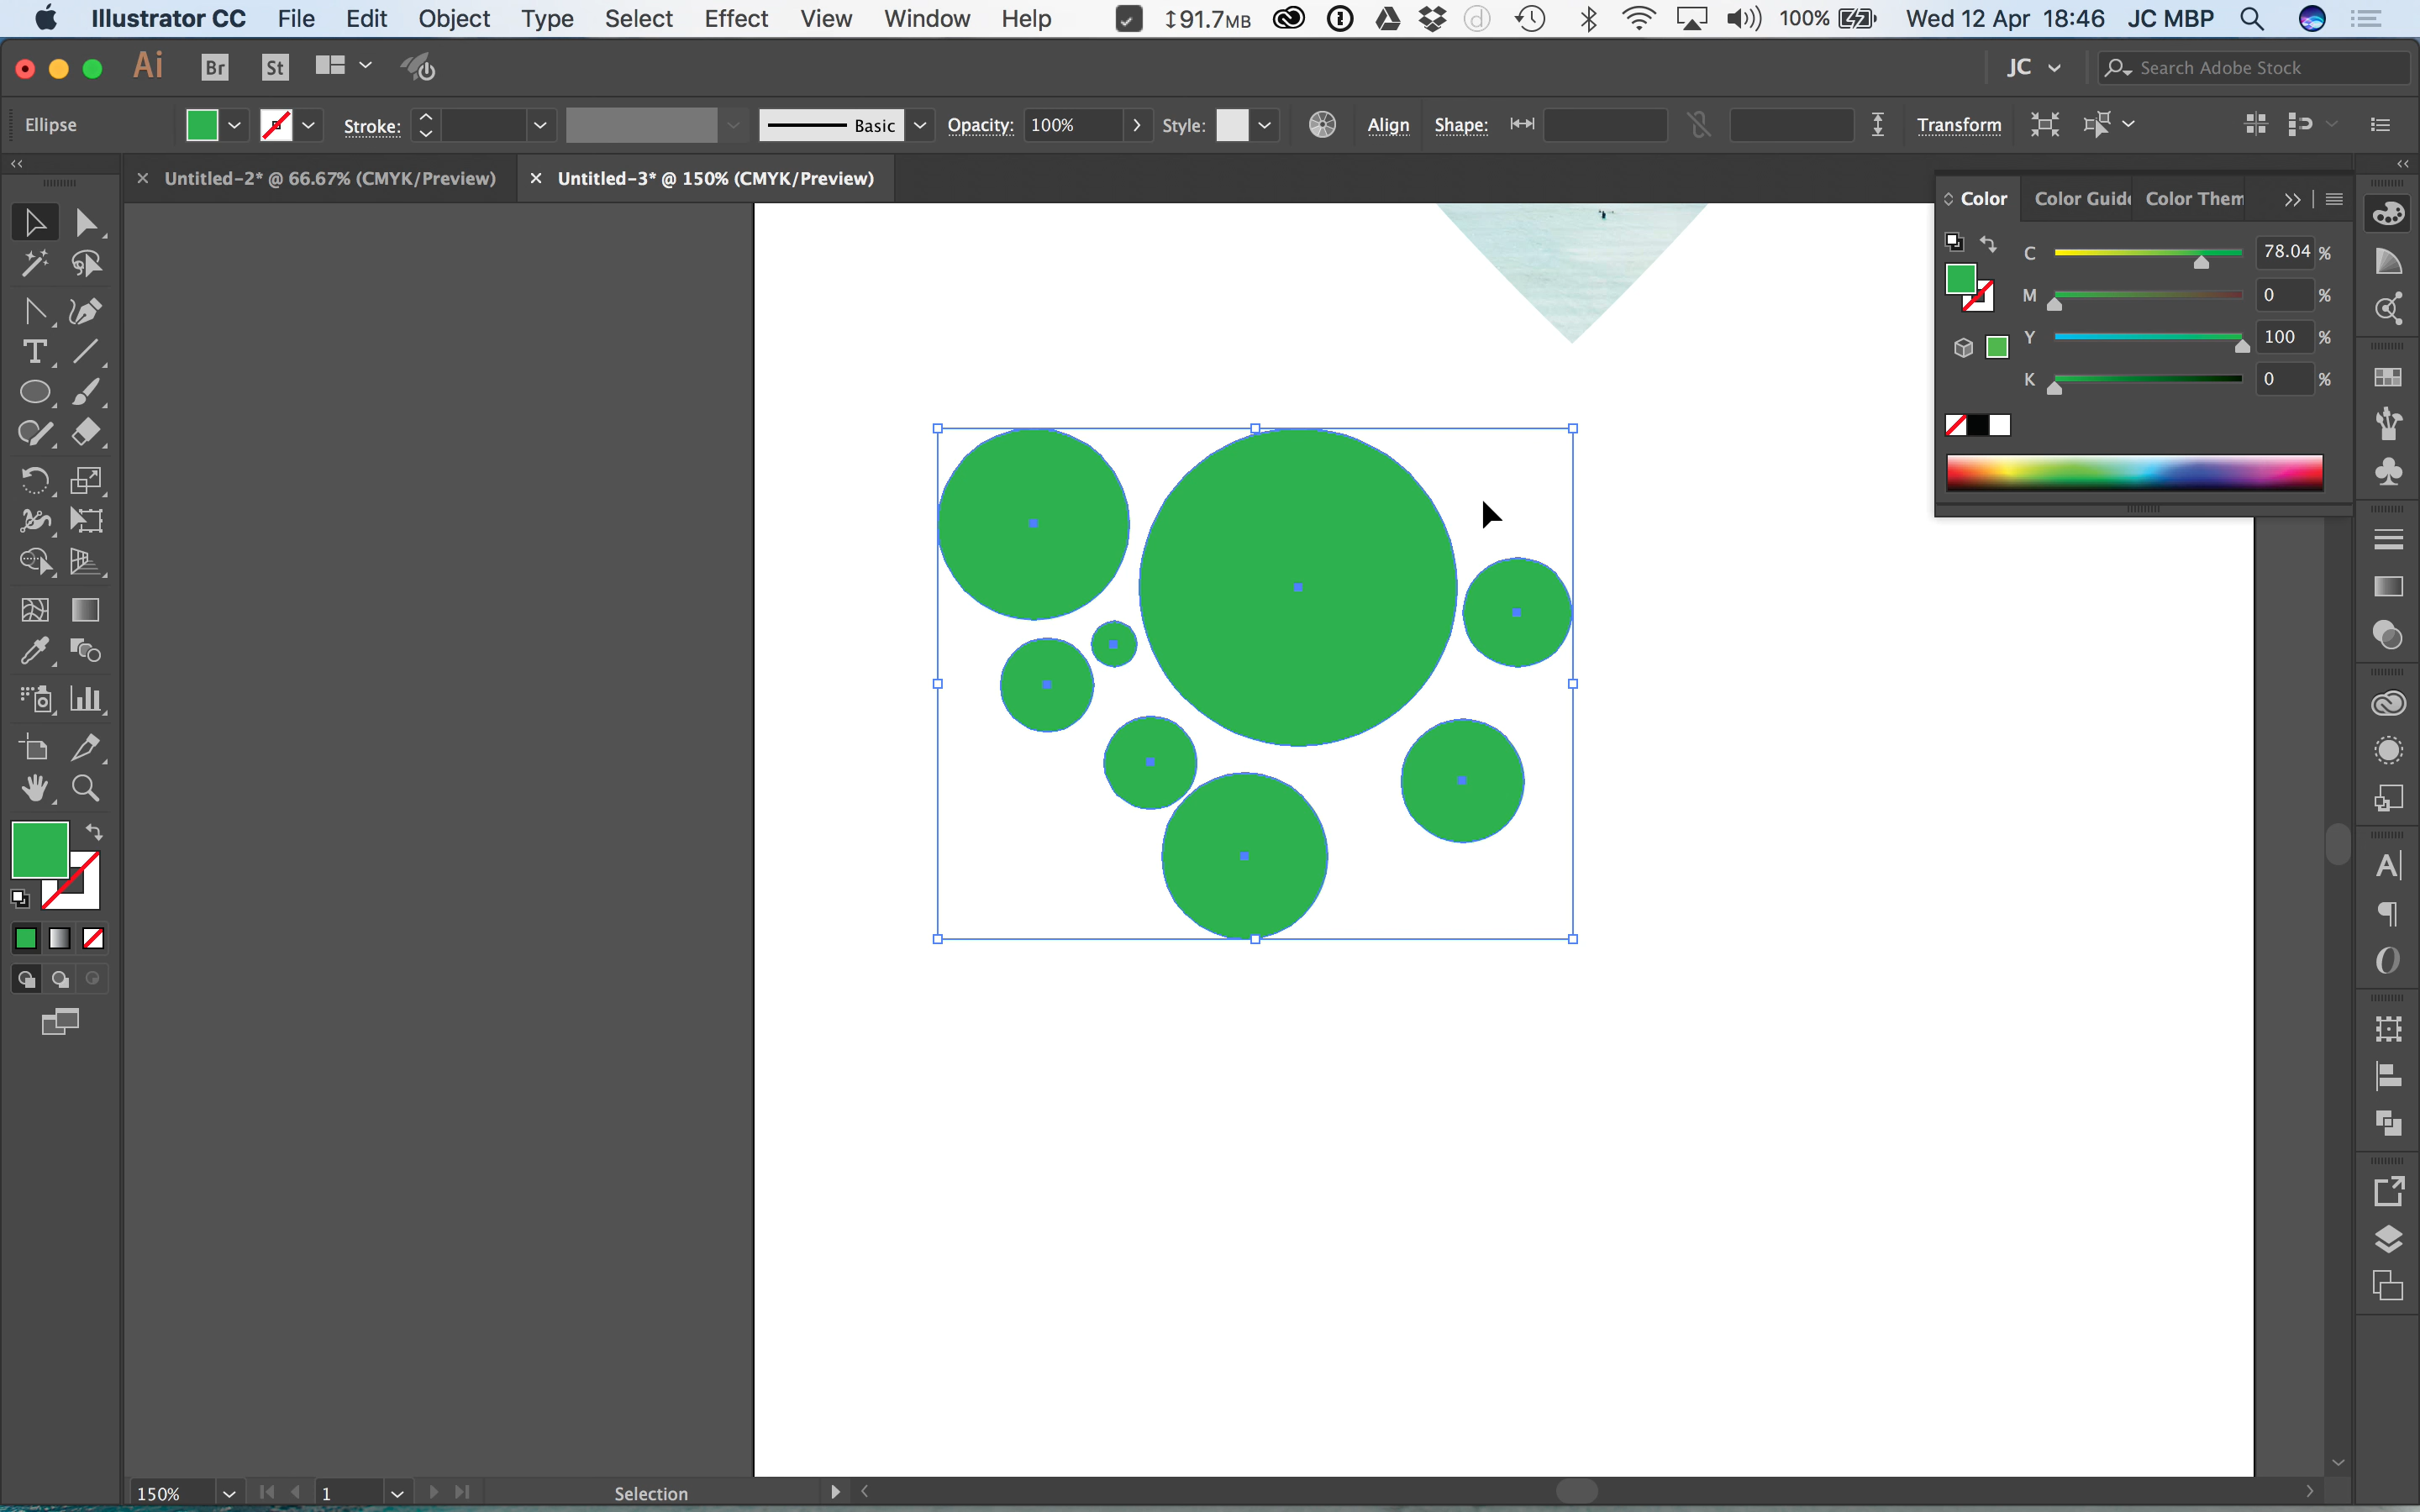 Illustrator CC File Edit Object Type Select Effect View Window Help ↕91.7MB 100% Wed 12 Apr 18:46 JC MBP
Ai Br St JC Search Adobe Stock
Ellipse Stroke: Basic Opacity: 100% Style: Align Shape: Transform
Untitled-2* @ 66.67% (CMYK/Preview) Untitled-3* @ 150% (CMYK/Preview)
Color Color Guid Color Them
C 78.04 %
M 0 %
Y 100 %
K 0 %
150% 1 Selection